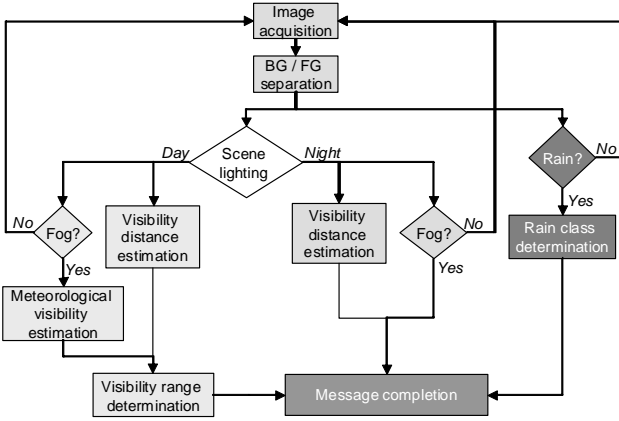 Image
acquisition
BG / FG
separation
Scene
lighting
Day
Night
Rain?
No
Yes
No
Fog?
Yes
Visibility
distance
estimation
Visibility
distance
estimation
Fog?
No
Yes
Rain class
determination
Meteorological
visibility
estimation
Visibility range
determination
Message completion